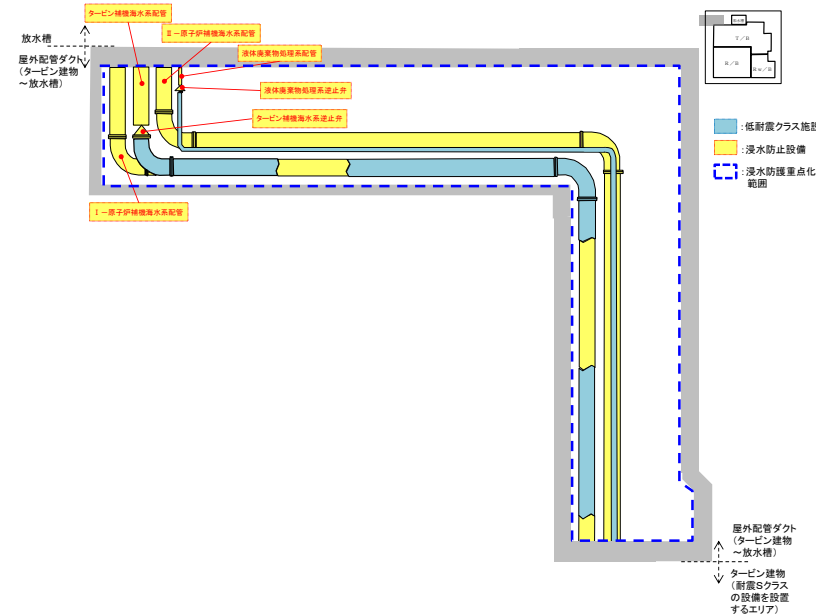 タービン補機海水系配管
Ⅱ－原子炉補機海水系配管
放水槽
液体廃棄物処理系配管
屋外配管ダクト
(タービン建物
～放水槽)
液体廃棄物処理系逆止弁
タービン補機海水系逆止弁
Ⅰ－原子炉補機海水系配管
T／B
R／B
Rw／B
:低耐震クラス施設
:浸水防止設備
:浸水防護重点化
範囲
屋外配管ダクト
(タービン建物
～放水槽)
タービン建物
(耐震Sクラス
の設備を設置
するエリア)